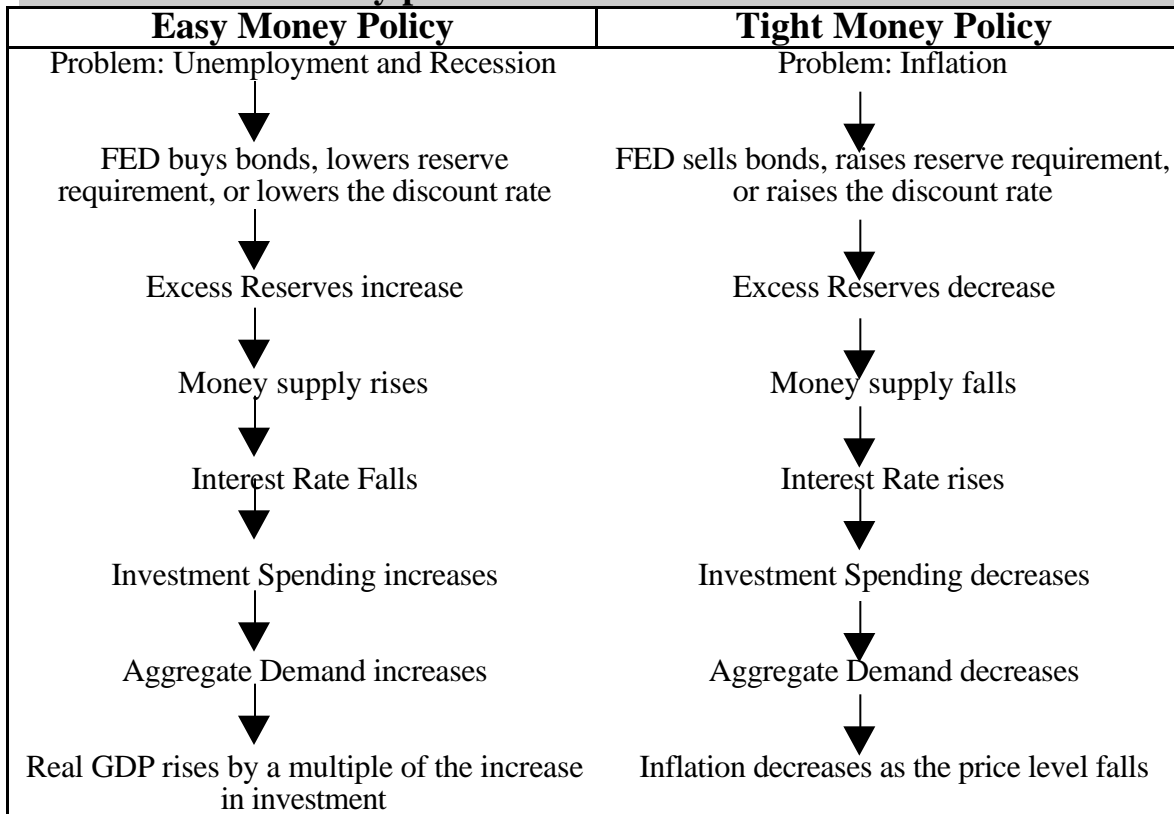 Easy Money Policy
Problem: Unemployment and Recession
FED buys bonds, lowers reserve
requirement, or lowers the discount rate
Excess Reserves increase
Money supply rises
Interest Rate Falls
Investment Spending increases
Aggregate Demand increases
Real GDP rises by a multiple of the increase
in investment
Tight Money Policy
Problem: Inflation
FED sells bonds, raises reserve requirement,
or raises the discount rate
Excess Reserves decrease
Money supply falls
Interest Rate rises
Investment Spending decreases
Aggregate Demand decreases
Inflation decreases as the price level falls